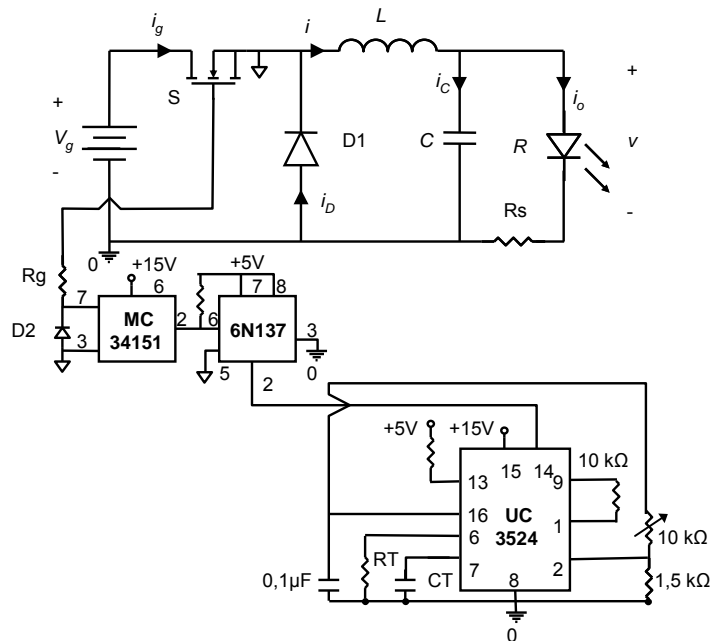 i_g
i
L
S
+
V_g
-
D1
i_D
i_C
C
i_o
R
+
v
-
Rs
0
+15V
+5V
Rg
7
6
D2
3
MC
34151
2
6
7
8
6N137
3
5
2
0
+5V
+15V
10 kΩ
13
15
14
9
16
UC
3524
1
6
7
8
2
RT
CT
0,1µF
10 kΩ
1,5 kΩ
0